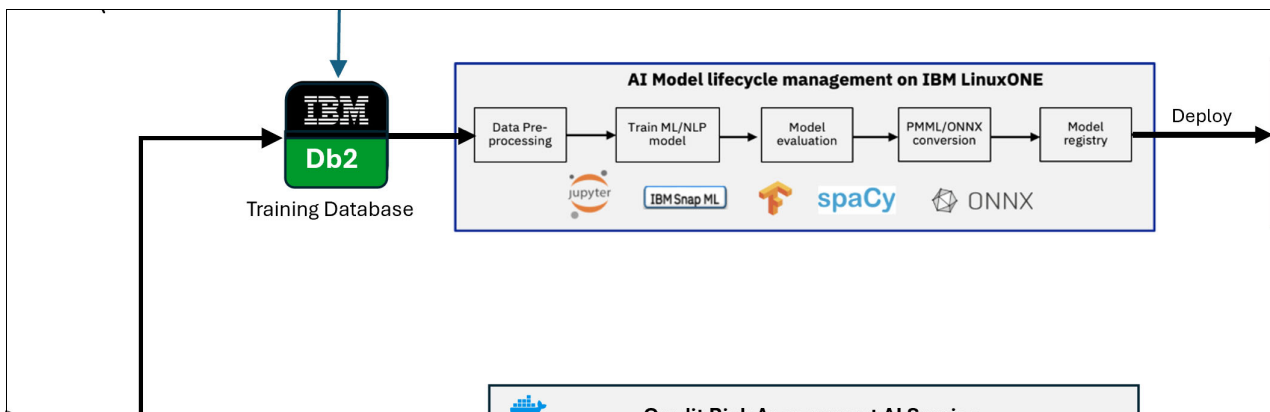 AI Model lifecycle management on IBM LinuxONE
IBM
Db2
Training Database
Data Pre-
processing
Train ML/NLP
model
Model
evaluation
PMML/ONNX
conversion
Model
registry
Deploy
jupyter
IBM Snap ML
spaCy
ONNX